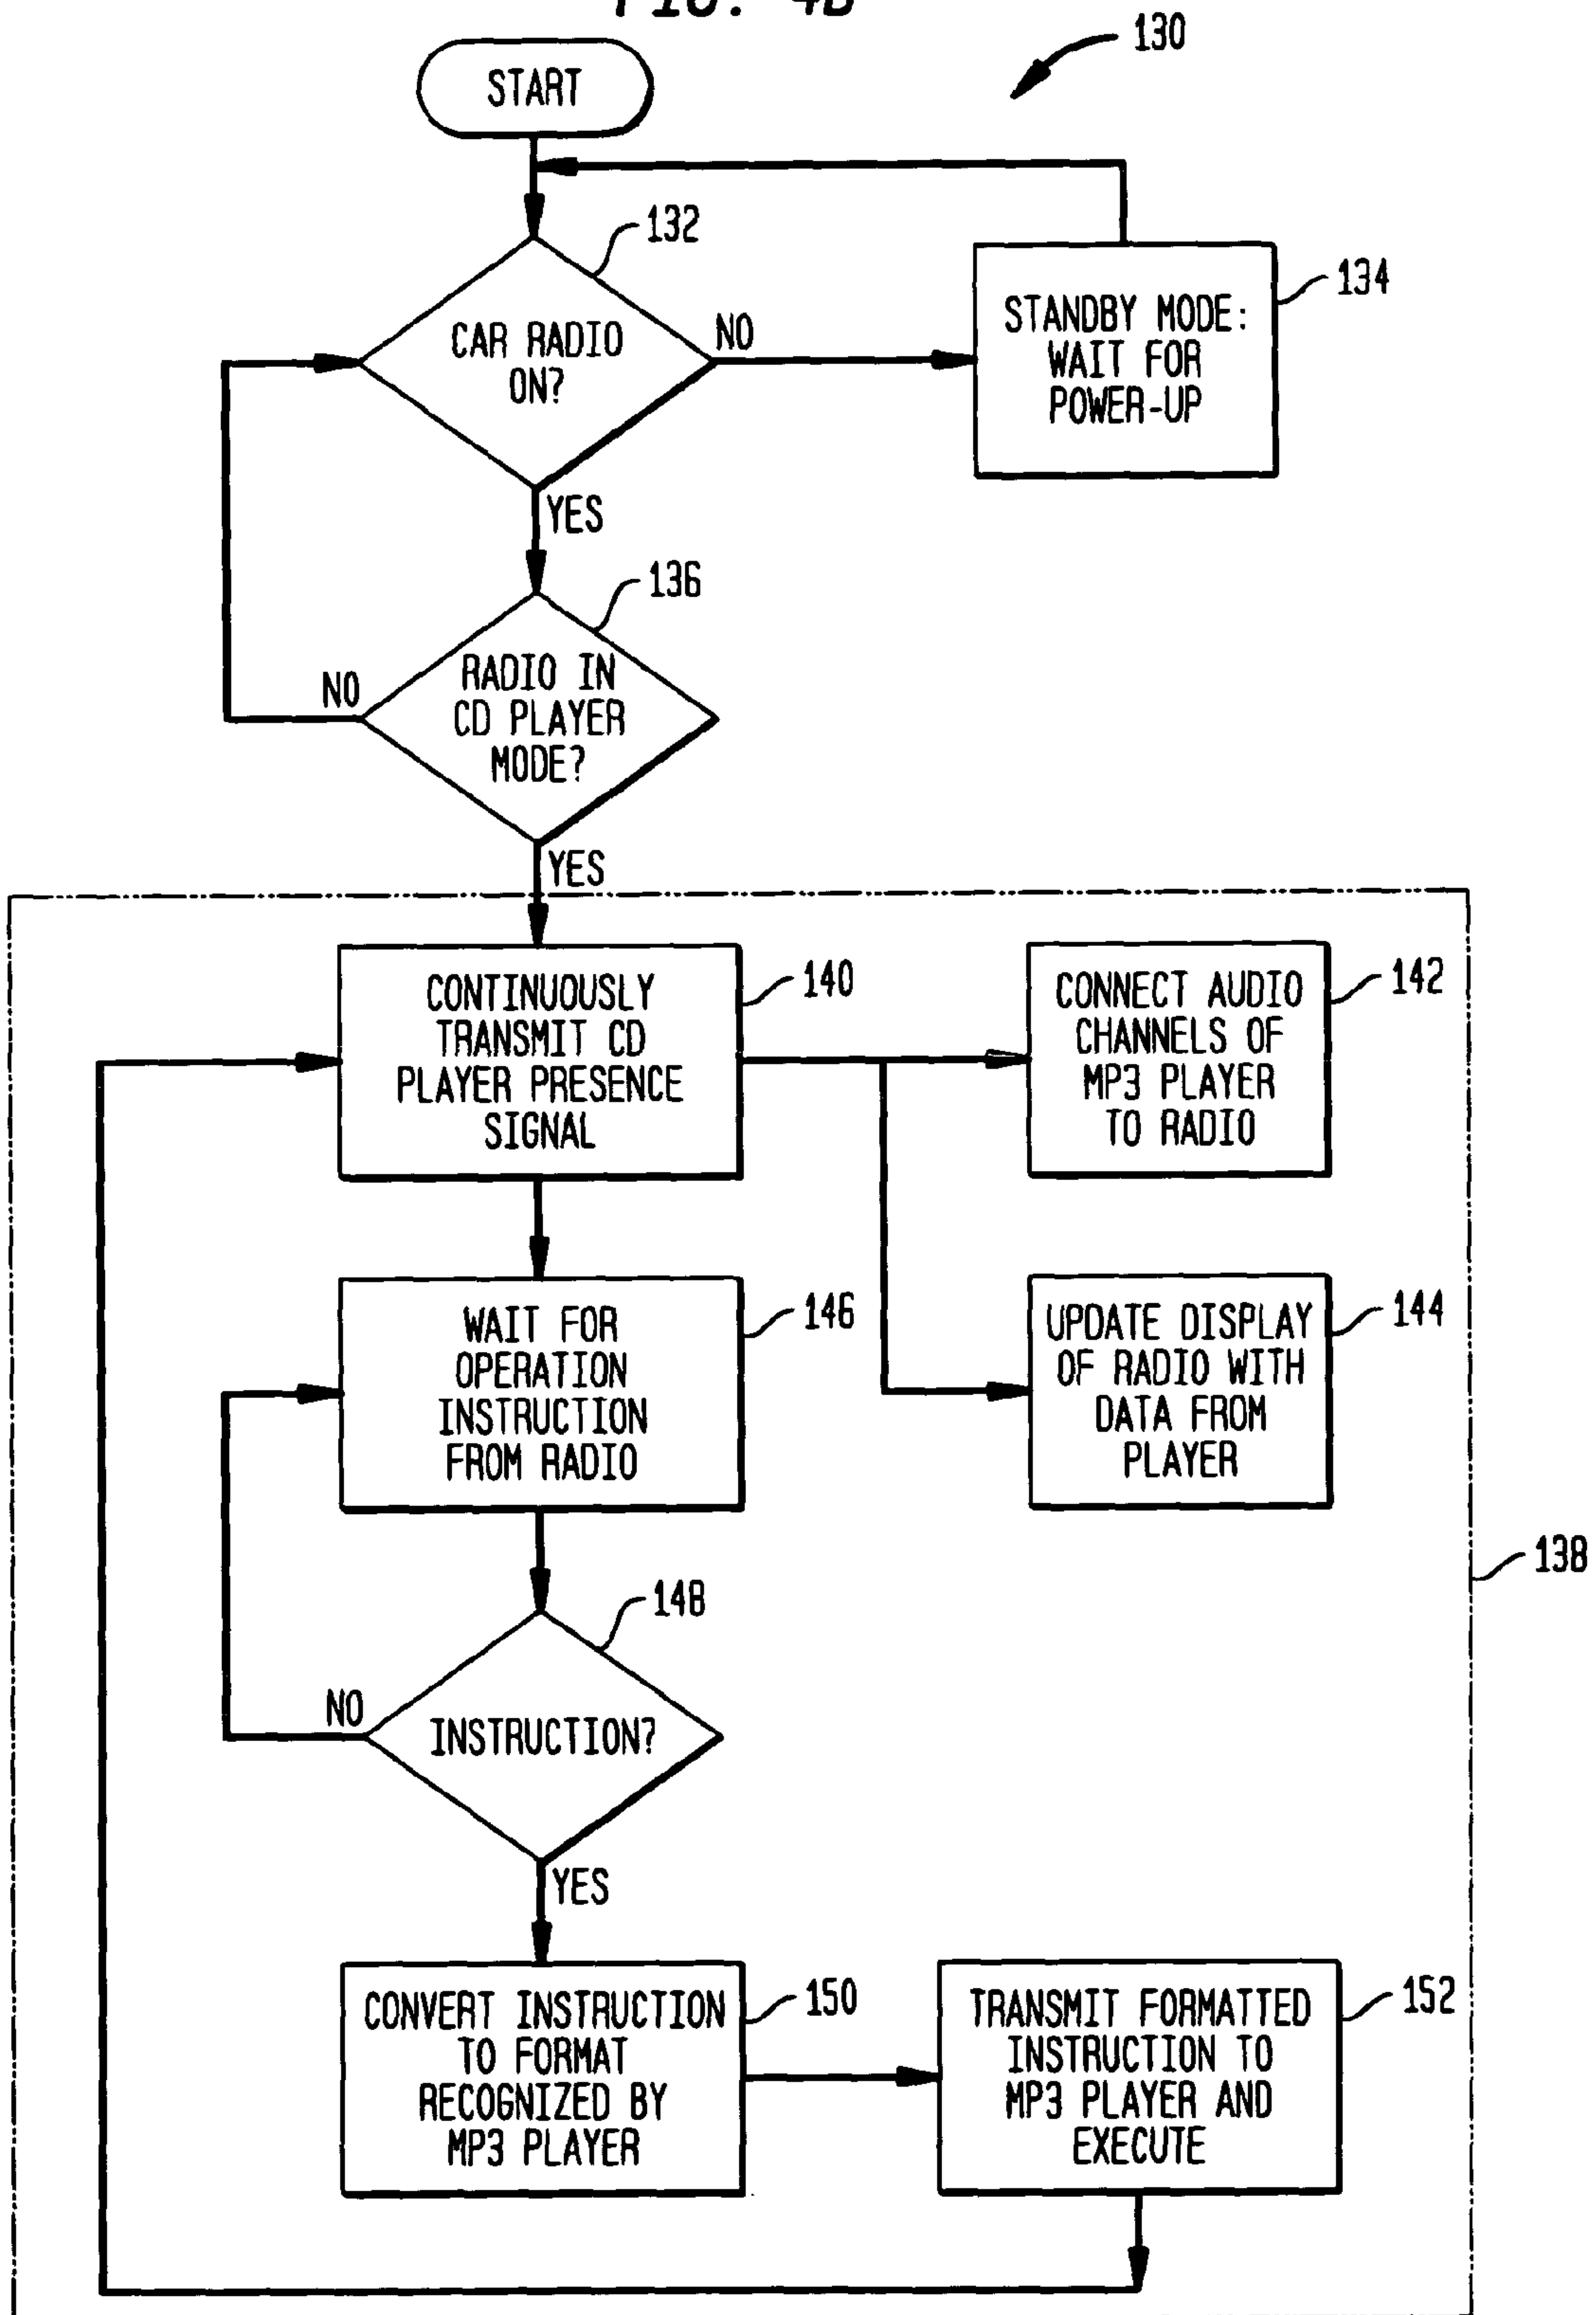 FIG. 4B
130
START
132
CAR RADIO
ON?
NO
134
STANDBY MODE:
WAIT FOR
POWER-UP
YES
136
RADIO IN
CD PLAYER
MODE?
NO
YES
CONTINUOUSLY
TRANSMIT CD
PLAYER PRESENCE
SIGNAL
140
CONNECT AUDIO
CHANNELS OF
MP3 PLAYER
TO RADIO
142
WAIT FOR
OPERATION
INSTRUCTION
FROM RADIO
146
UPDATE DISPLAY
OF RADIO WITH
DATA FROM
PLAYER
144
138
148
INSTRUCTION?
NO
YES
CONVERT INSTRUCTION
TO FORMAT
RECOGNIZED BY
MP3 PLAYER
150
TRANSMIT FORMATTED
INSTRUCTION TO
MP3 PLAYER AND
EXECUTE
152